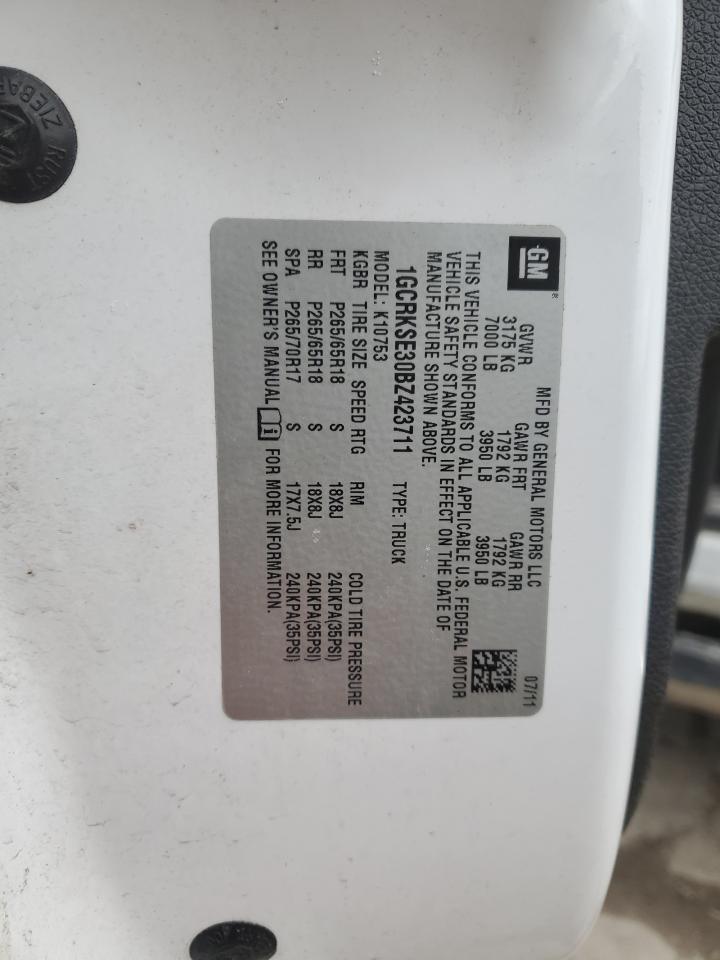 GM
MFD BY GENERAL MOTORS LLC 07/11
GVWR GAWR FRT GAWR RR
3175 KG 1792 KG 1792 KG
7000 LB 3950 LB 3950 LB
THIS VEHICLE CONFORMS TO ALL APPLICABLE U.S. FEDERAL MOTOR
VEHICLE SAFETY STANDARDS IN EFFECT ON THE DATE OF
MANUFACTURE SHOWN ABOVE.
1GCRKSE30BZ423711 TYPE: TRUCK
MODEL: K10753
KGBR TIRE SIZE SPEED RTG RIM COLD TIRE PRESSURE
FRT P265/65R18 S 18X8J 240KPA(35PSI)
RR P265/65R18 S 18X8J 240KPA(35PSI)
SPA P265/70R17 S 17X7.5J 240KPA(35PSI)
SEE OWNER'S MANUAL i FOR MORE INFORMATION.
RUST